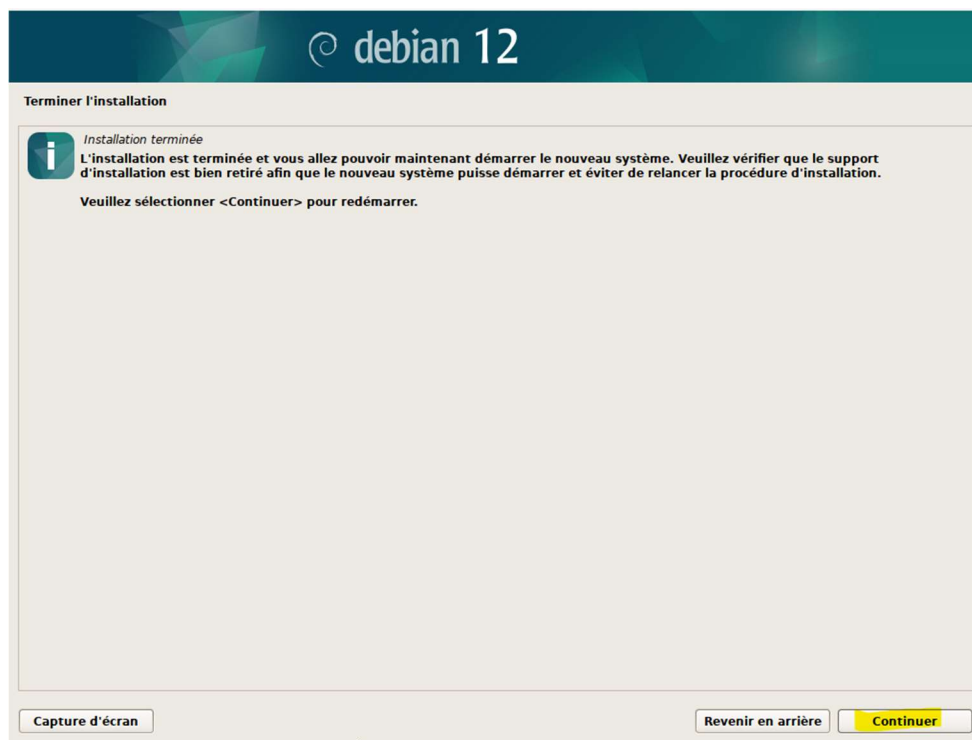 debian 12
Terminer l'installation
Installation terminée
L'installation est terminée et vous allez pouvoir maintenant démarrer le nouveau système. Veuillez vérifier que le support
d'installation est bien retiré afin que le nouveau système puisse démarrer et éviter de relancer la procédure d'installation.
Veuillez sélectionner <Continuer> pour redémarrer.
Capture d'écran
Revenir en arrière
Continuer